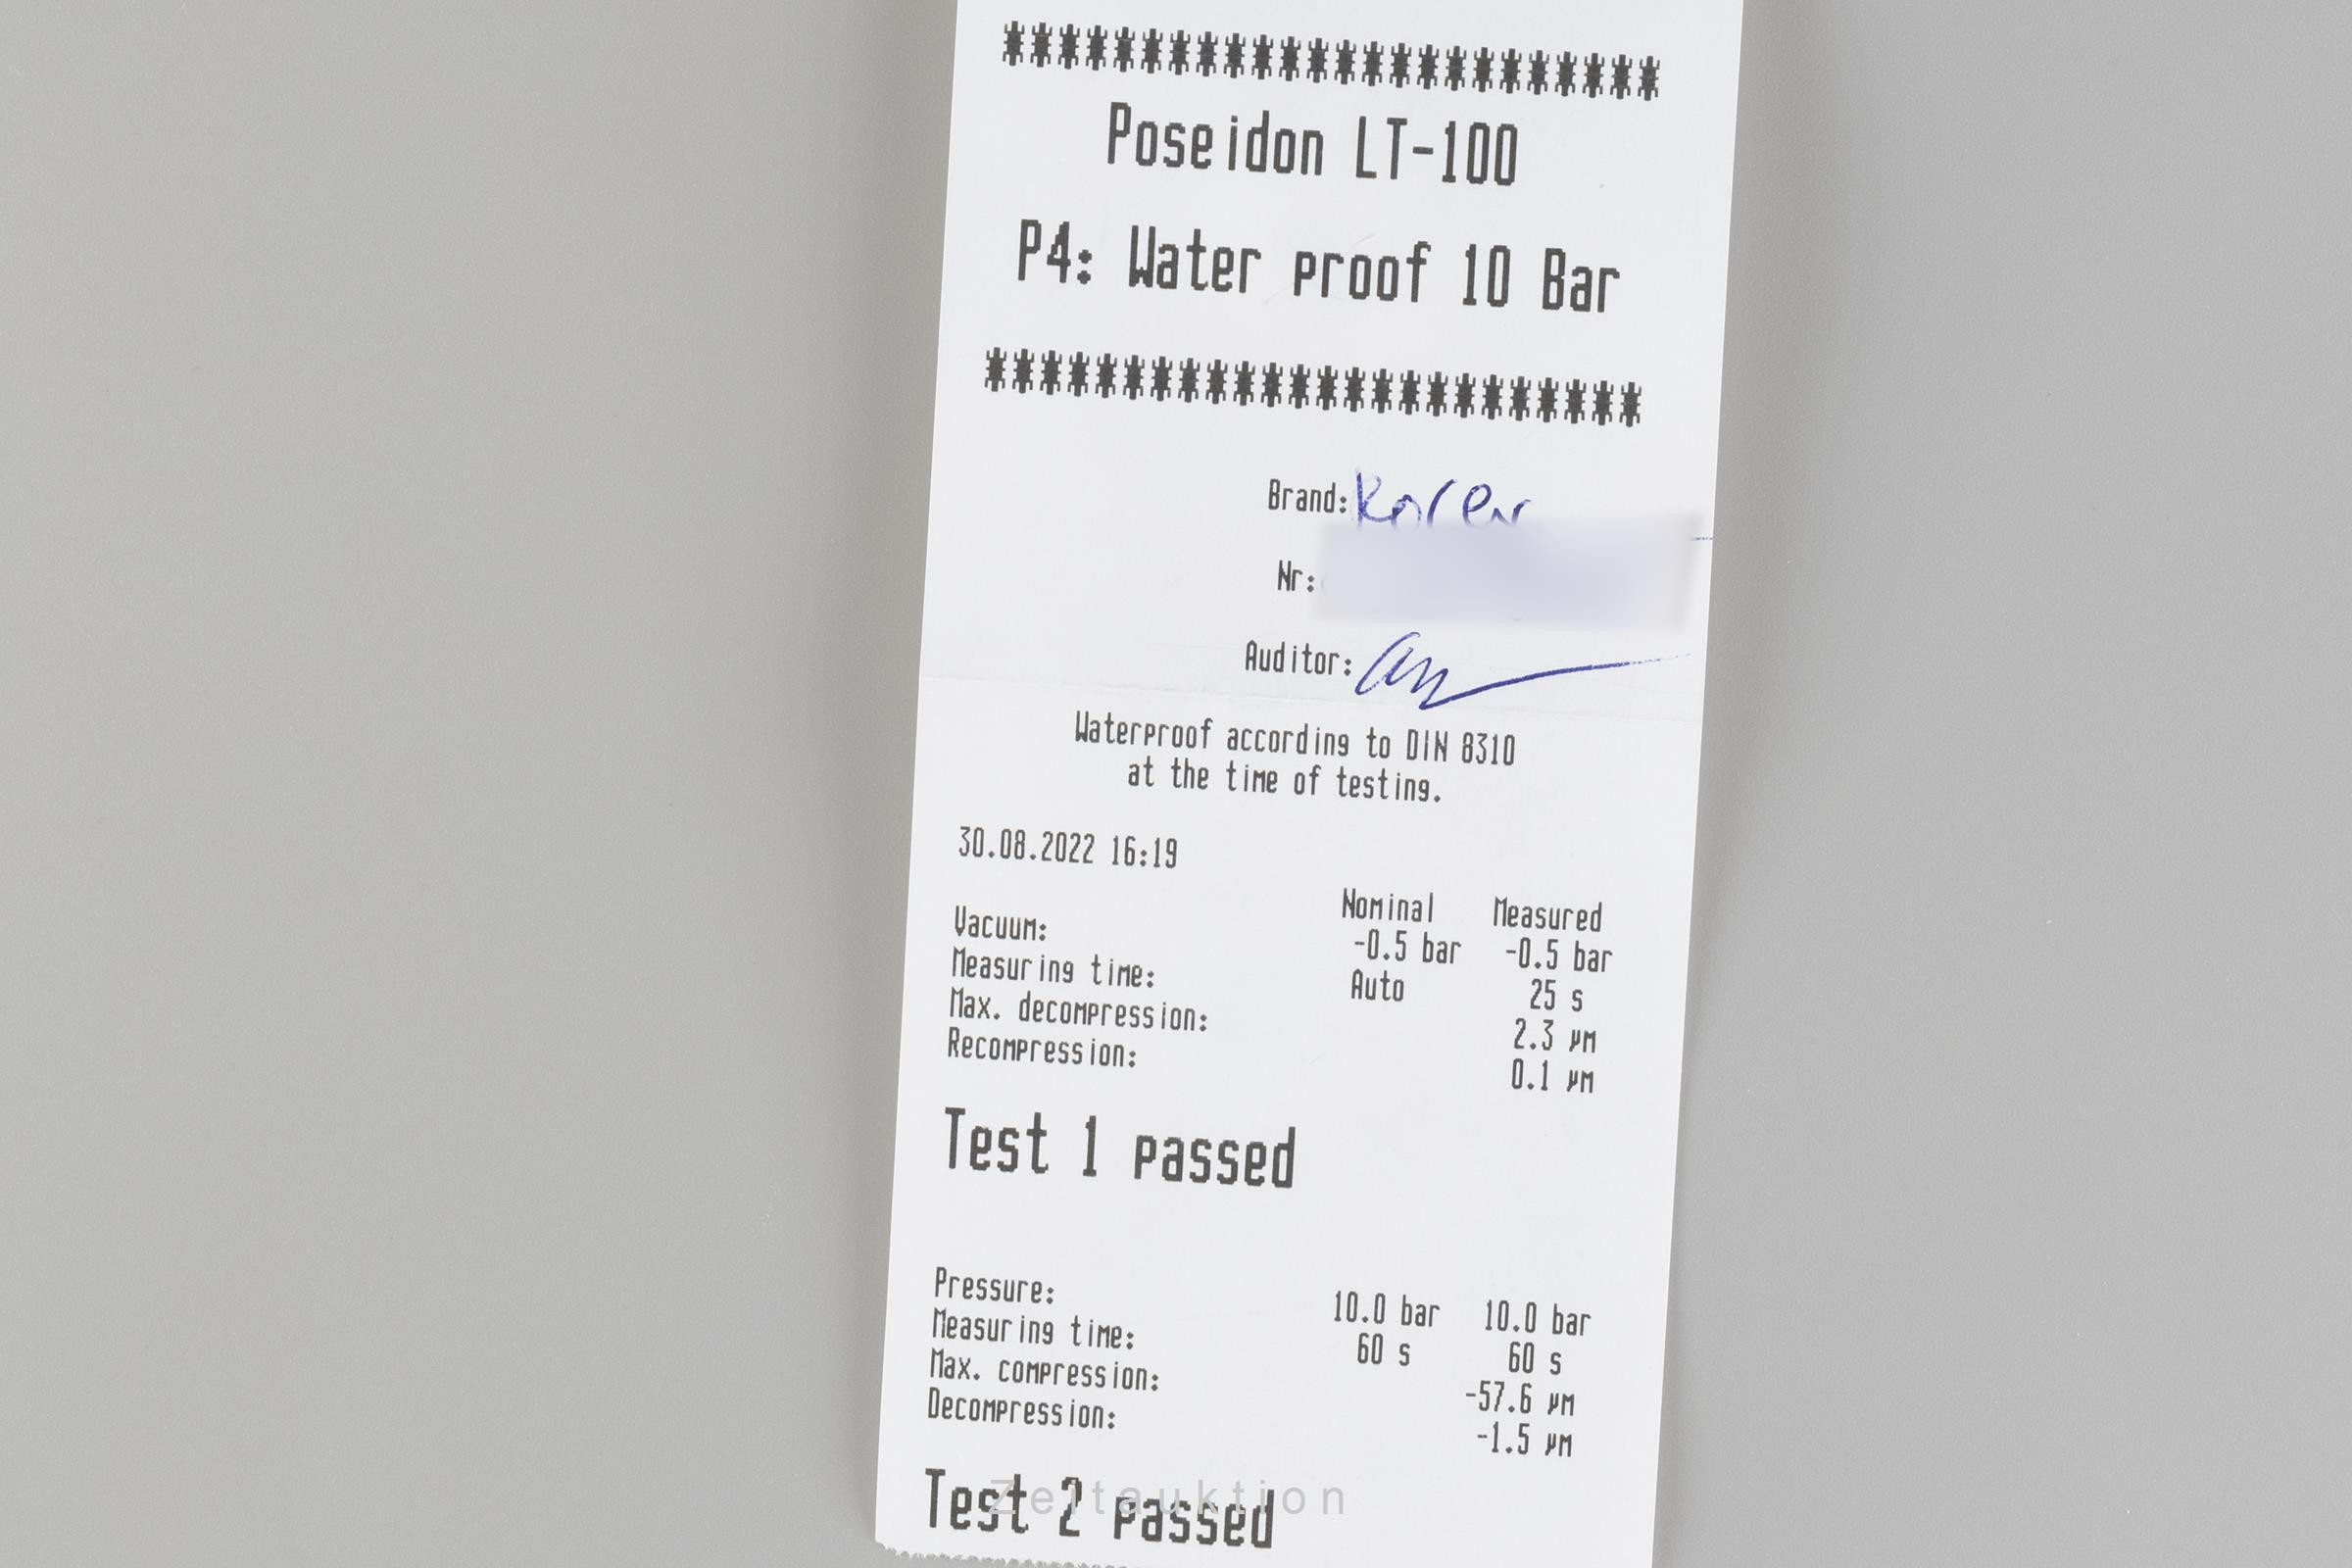 ************************
Poseidon LT-100
P4: Water proof 10 Bar
************************
Brand:
Nr:
Auditor:
Waterproof according to DIN 8310
at the time of testing.
30.08.2022 16:19
Nominal Measured
Vacuum: -0.5 bar -0.5 bar
Measuring time: Auto 25 s
Max. decompression: 2.3 µm
Recompression: 0.1 µm
Test 1 passed
Pressure: 10.0 bar 10.0 bar
Measuring time: 60 s 60 s
Max. compression: -57.6 µm
Decompression: -1.5 µm
Test 2 passed
Zeitauktion